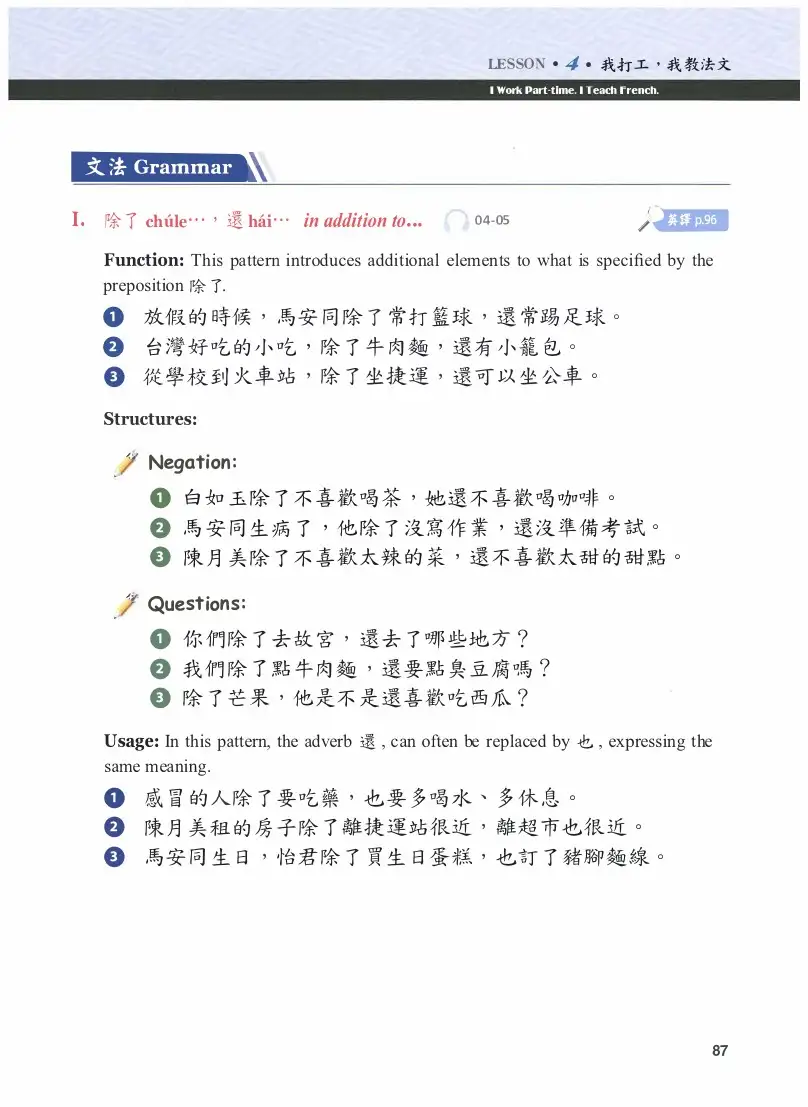 LESSON • 4 • 我打工,我教法文
I Work Part-time. I Teach French.
文法 Grammar
I. 除了 chúle…,還 hái… in addition to... 04-05 英譯 p.96
Function: This pattern introduces additional elements to what is specified by the
preposition 除了.
1 放假的時候,馬安同除了常打籃球,還常踢足球。
2 台灣好吃的小吃,除了牛肉麵,還有小籠包。
3 從學校到火車站,除了坐捷運,還可以坐公車。
Structures:
Negation:
1 白如玉除了不喜歡喝茶,她還不喜歡喝咖啡。
2 馬安同生病了,他除了沒寫作業,還沒準備考試。
3 陳月美除了不喜歡太辣的菜,還不喜歡太甜的甜點。
Questions:
1 你們除了去故宮,還去了哪些地方?
2 我們除了點牛肉麵,還要點臭豆腐嗎?
3 除了芒果,他是不是還喜歡吃西瓜?
Usage: In this pattern, the adverb 還 , can often be replaced by 也 , expressing the
same meaning.
1 感冒的人除了要吃藥,也要多喝水、多休息。
2 陳月美租的房子除了離捷運站很近,離超市也很近。
3 馬安同生日,怡君除了買生日蛋糕,也訂了豬腳麵線。
87